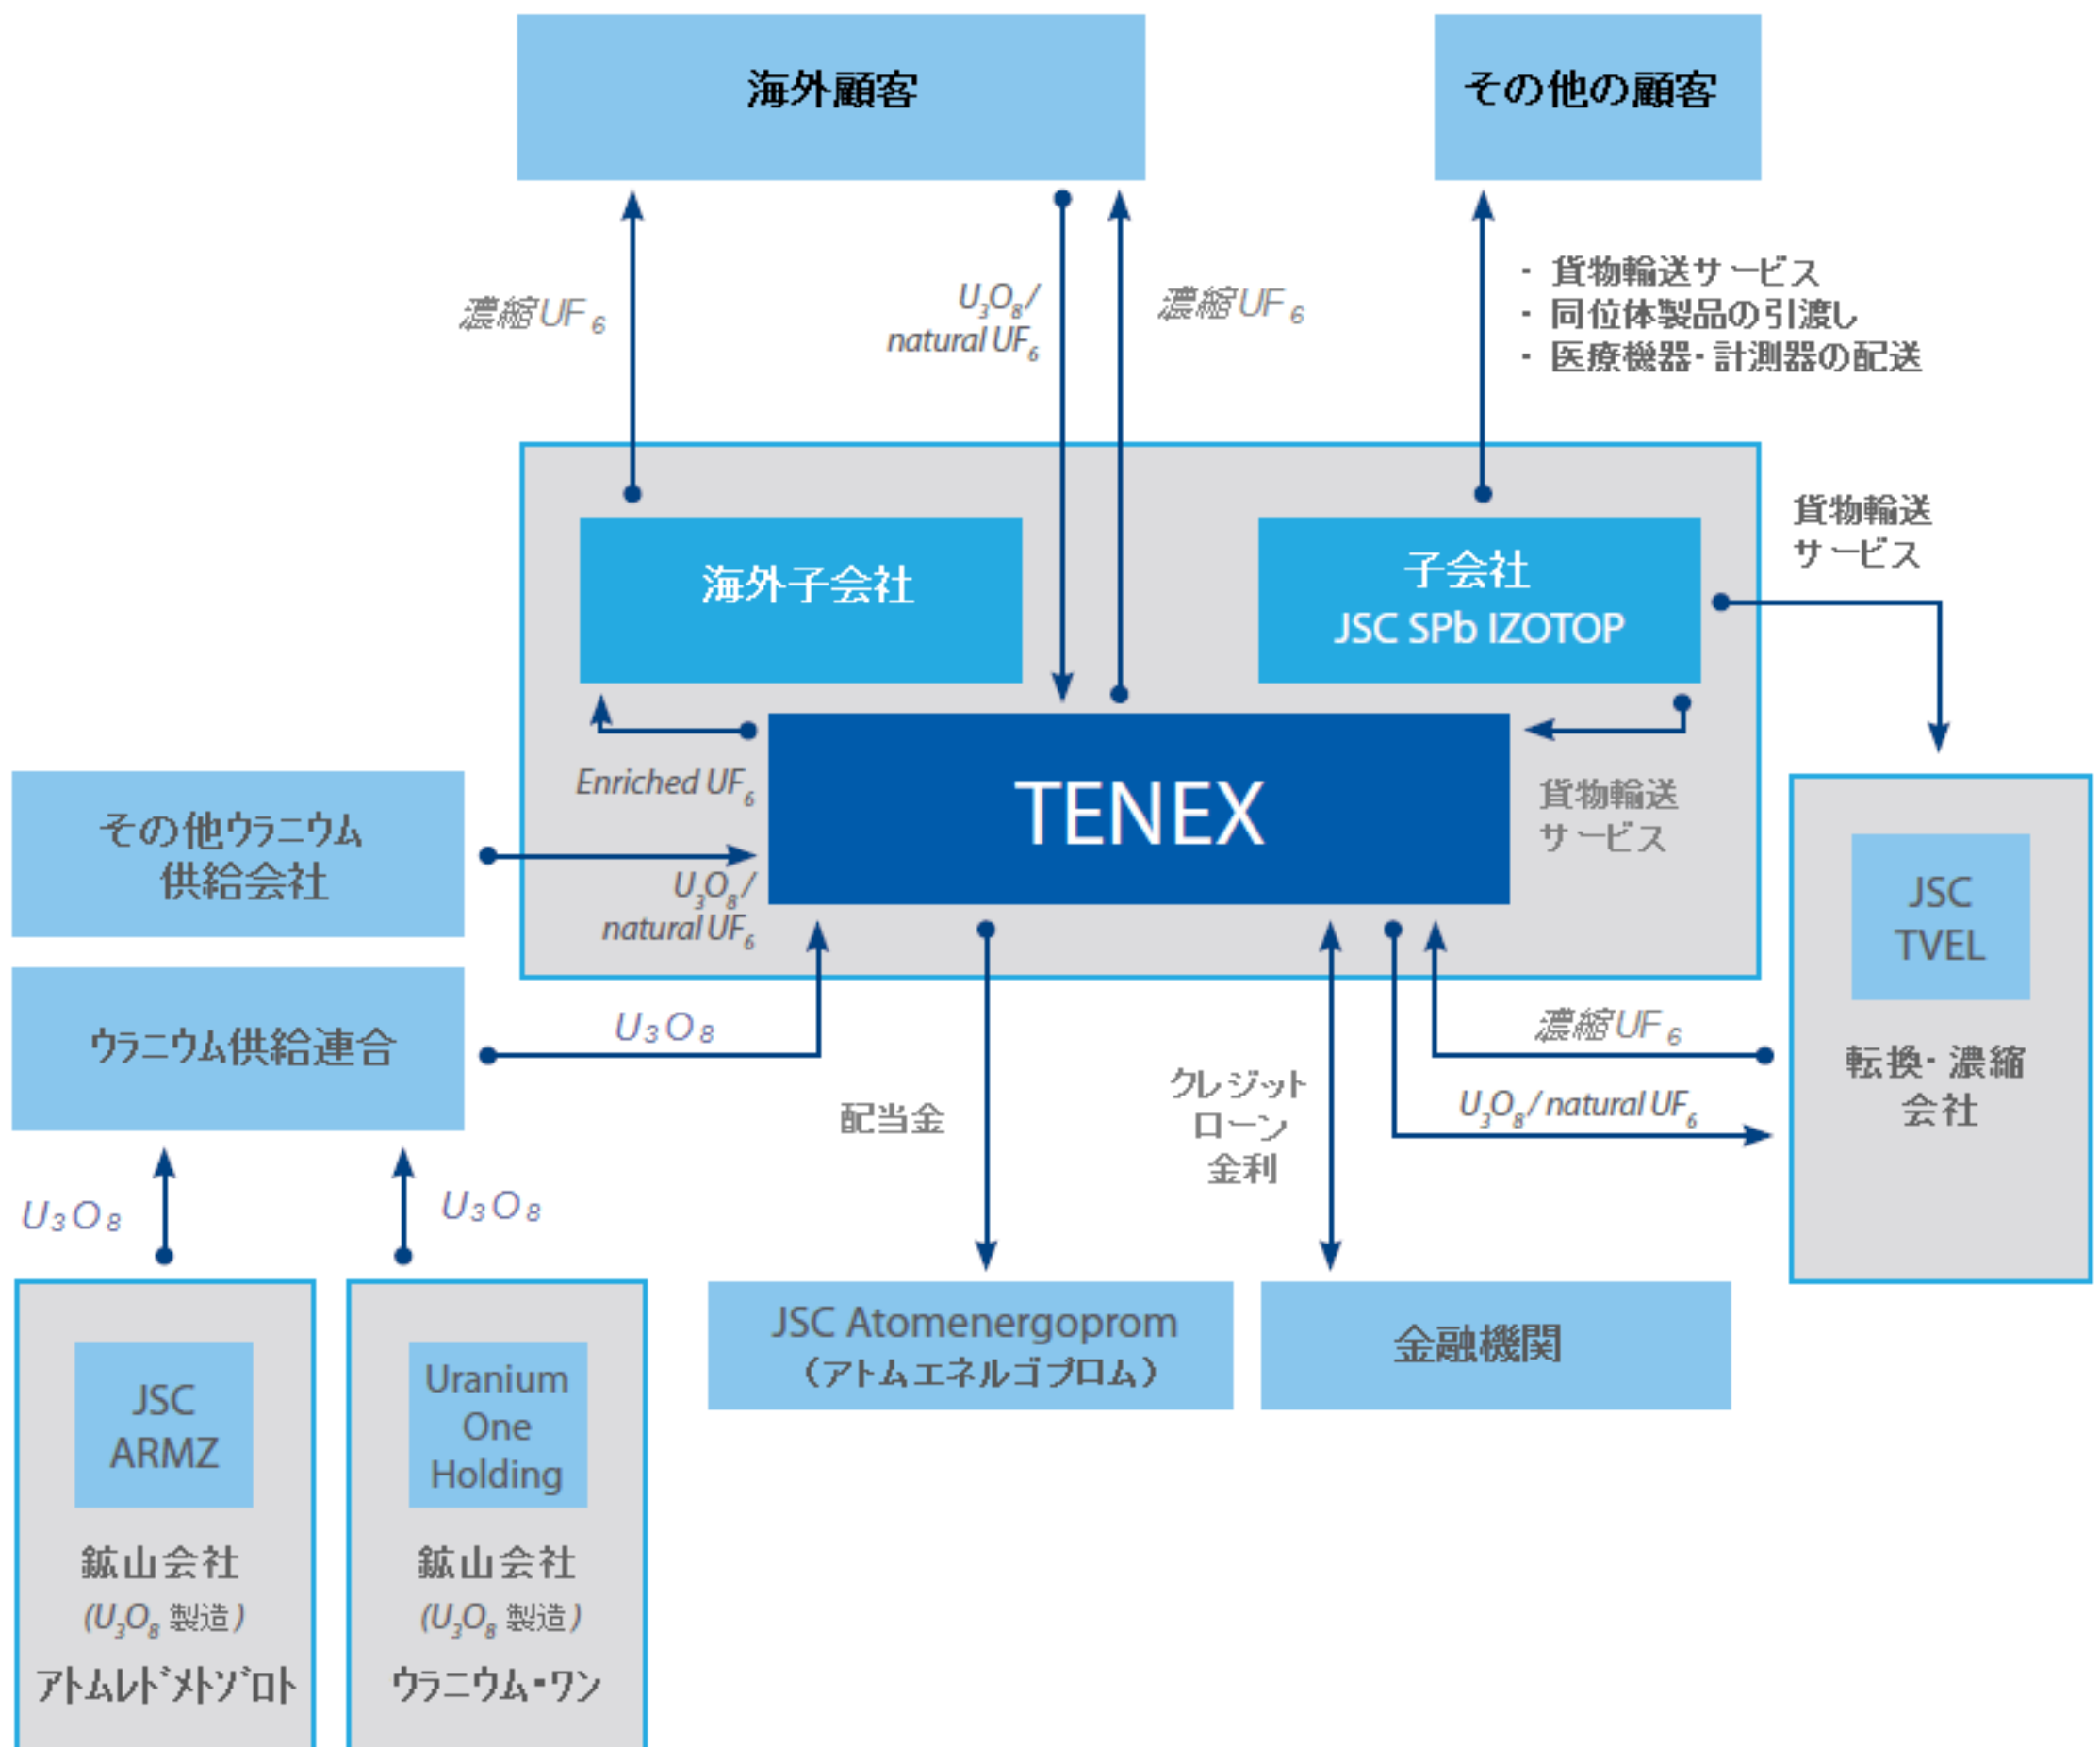 海外顧客
その他の顧客
濃縮UF6
U3O8/
natural UF6
濃縮UF6
・ 貨物輸送サービス
・ 同位体製品の引渡し
・ 医療機器・計測器の配送
海外子会社
子会社
JSC SPb IZOTOP
貨物輸送
サービス
Enriched UF6
TENEX
貨物輸送
サービス
その他ウラニウム
供給会社
U3O8/
natural UF6
JSC
TVEL
転換・濃縮
会社
ウラニウム供給連合
U3O8
配当金
クレジット
ローン
金利
濃縮UF6
U3O8/ natural UF6
U3O8
U3O8
JSC Atomenergoprom
（アトムエネルゴプロム）
金融機関
JSC
ARMZ
鉱山会社
(U3O8 製造)
アトムレドメトゾロト
Uranium
One
Holding
鉱山会社
(U3O8 製造)
ウラニウム・ワン